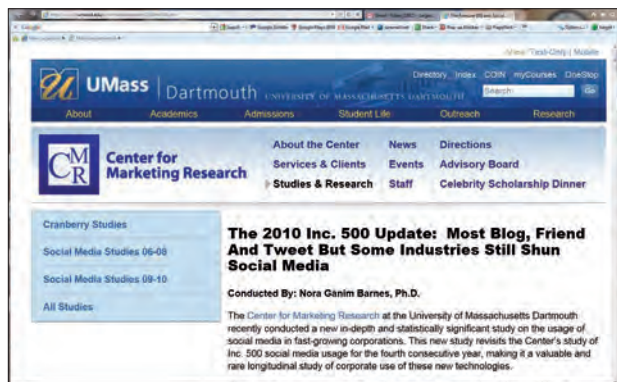 View: Text-Only | Mobile
Directory Index COIN myCourses OneStop
UMass | Dartmouth UNIVERSITY OF MASSACHUSETTS DARTMOUTH
Search: Go
About Academics Admissions Student Life Outreach Research
CMR
Center for
Marketing Research
About the Center News Directions
Services & Clients Events Advisory Board
Studies & Research Staff Celebrity Scholarship Dinner
Cranberry Studies
Social Media Studies 06-08
Social Media Studies 09-10
All Studies
The 2010 Inc. 500 Update: Most Blog, Friend
And Tweet But Some Industries Still Shun
Social Media
Conducted By: Nora Ganim Barnes, Ph.D.
The Center for Marketing Research at the University of Massachusetts Dartmouth
recently conducted a new in-depth and statistically significant study on the usage of
social media in fast-growing corporations. This new study revisits the Center's study of
Inc. 500 social media usage for the fourth consecutive year, making it a valuable and
rare longitudinal study of corporate use of these new technologies.